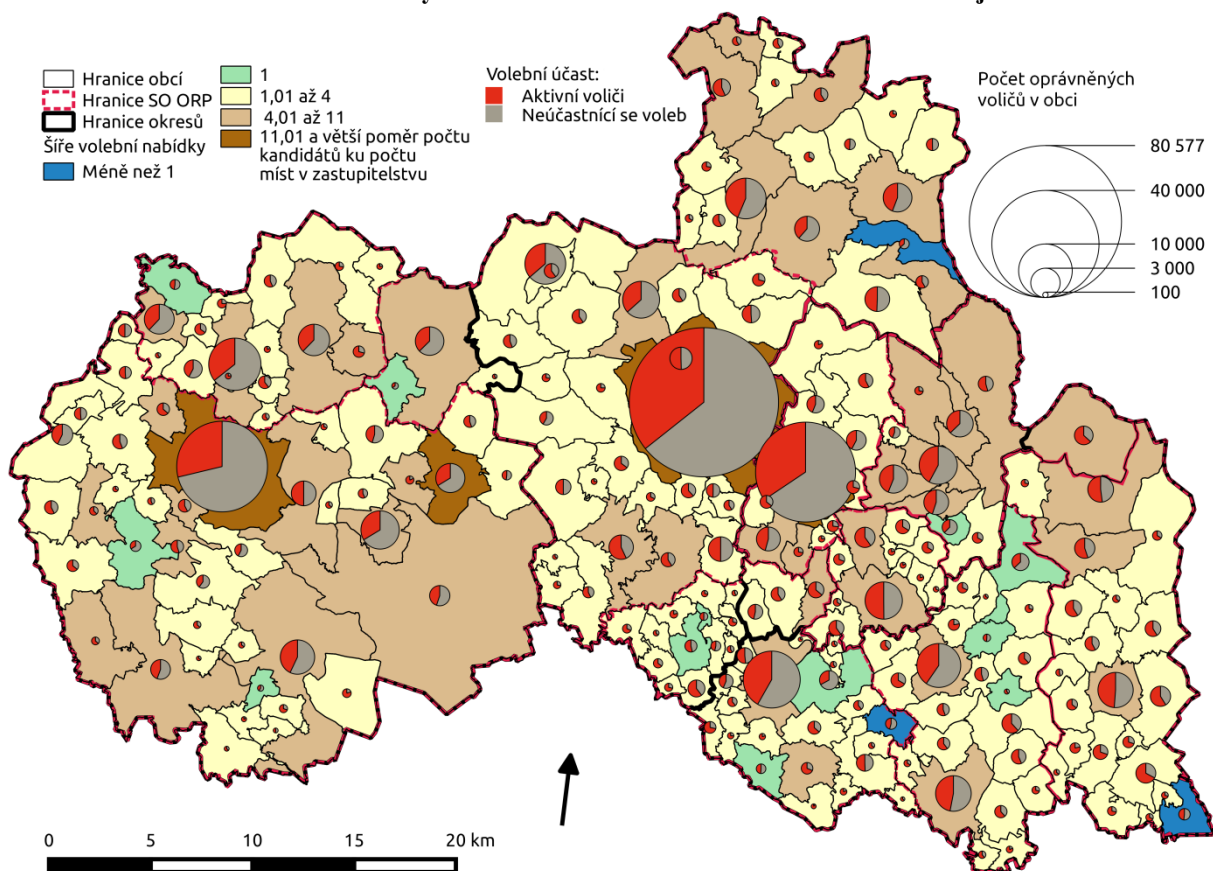 Hranice obcí
Hranice SO ORP
Hranice okresů
Šíře volební nabídky
Méně než 1
1
1,01 až 4
4,01 až 11
11,01 a větší poměr počtu
kandidátů ku počtu
míst v zastupitelstvu
Volební účast:
Aktivní voliči
Neúčastnící se voleb
Počet oprávněných
voličů v obci
80 577
40 000
10 000
3 000
100
0 5 10 15 20 km